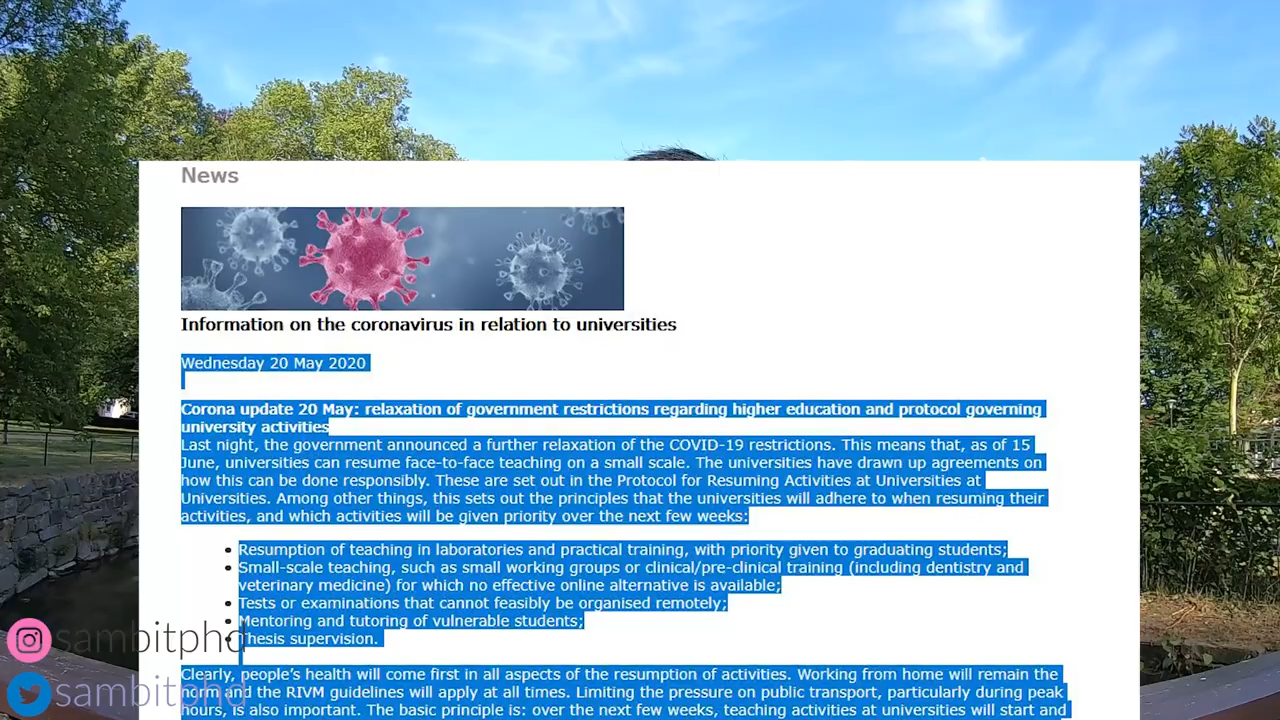 News
Information on the coronavirus in relation to universities
Wednesday 20 May 2020
Corona update 20 May: relaxation of government restrictions regarding higher education and protocol governing
university activities
Last night, the government announced a further relaxation of the COVID-19 restrictions. This means that, as of 15
June, universities can resume face-to-face teaching on a small scale. The universities have drawn up agreements on
how this can be done responsibly. These are set out in the Protocol for Resuming Activities at Universities at
Universities. Among other things, this sets out the principles that the universities will adhere to when resuming their
activities, and which activities will be given priority over the next few weeks:
Resumption of teaching in laboratories and practical training, with priority given to graduating students;
Small-scale teaching, such as small working groups or clinical/pre-clinical training (including dentistry and
veterinary medicine) for which no effective online alternative is available;
Tests or examinations that cannot feasibly be organised remotely;
Mentoring and tutoring of vulnerable students;
Thesis supervision.
Clearly, people's health will come first in all aspects of the resumption of activities. Working from home will remain the
norm and the RIVM guidelines will apply at all times. Limiting the pressure on public transport, particularly during peak
hours, is also important. The basic principle is: over the next few weeks, teaching activities at universities will start and
sambitphd
sambitphd